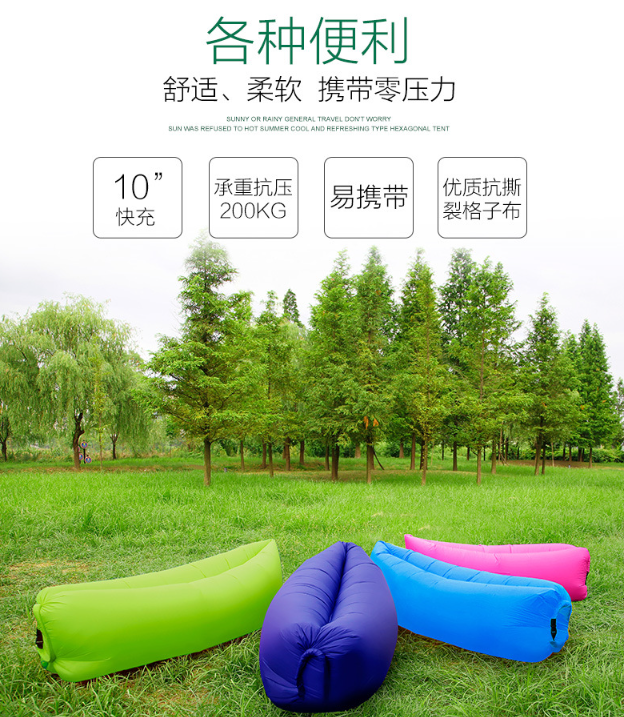 各种便利
舒适、柔软 携带零压力
SUNNY OR RAINY GENERAL TRAVEL DON'T WORRY
SUN WAS REFUSED TO HOT SUMMER COOL AND REFRESHING TYPE HEXAGONAL TENT
10”
快充
承重抗压
200KG
易携带
优质抗撕
裂格子布